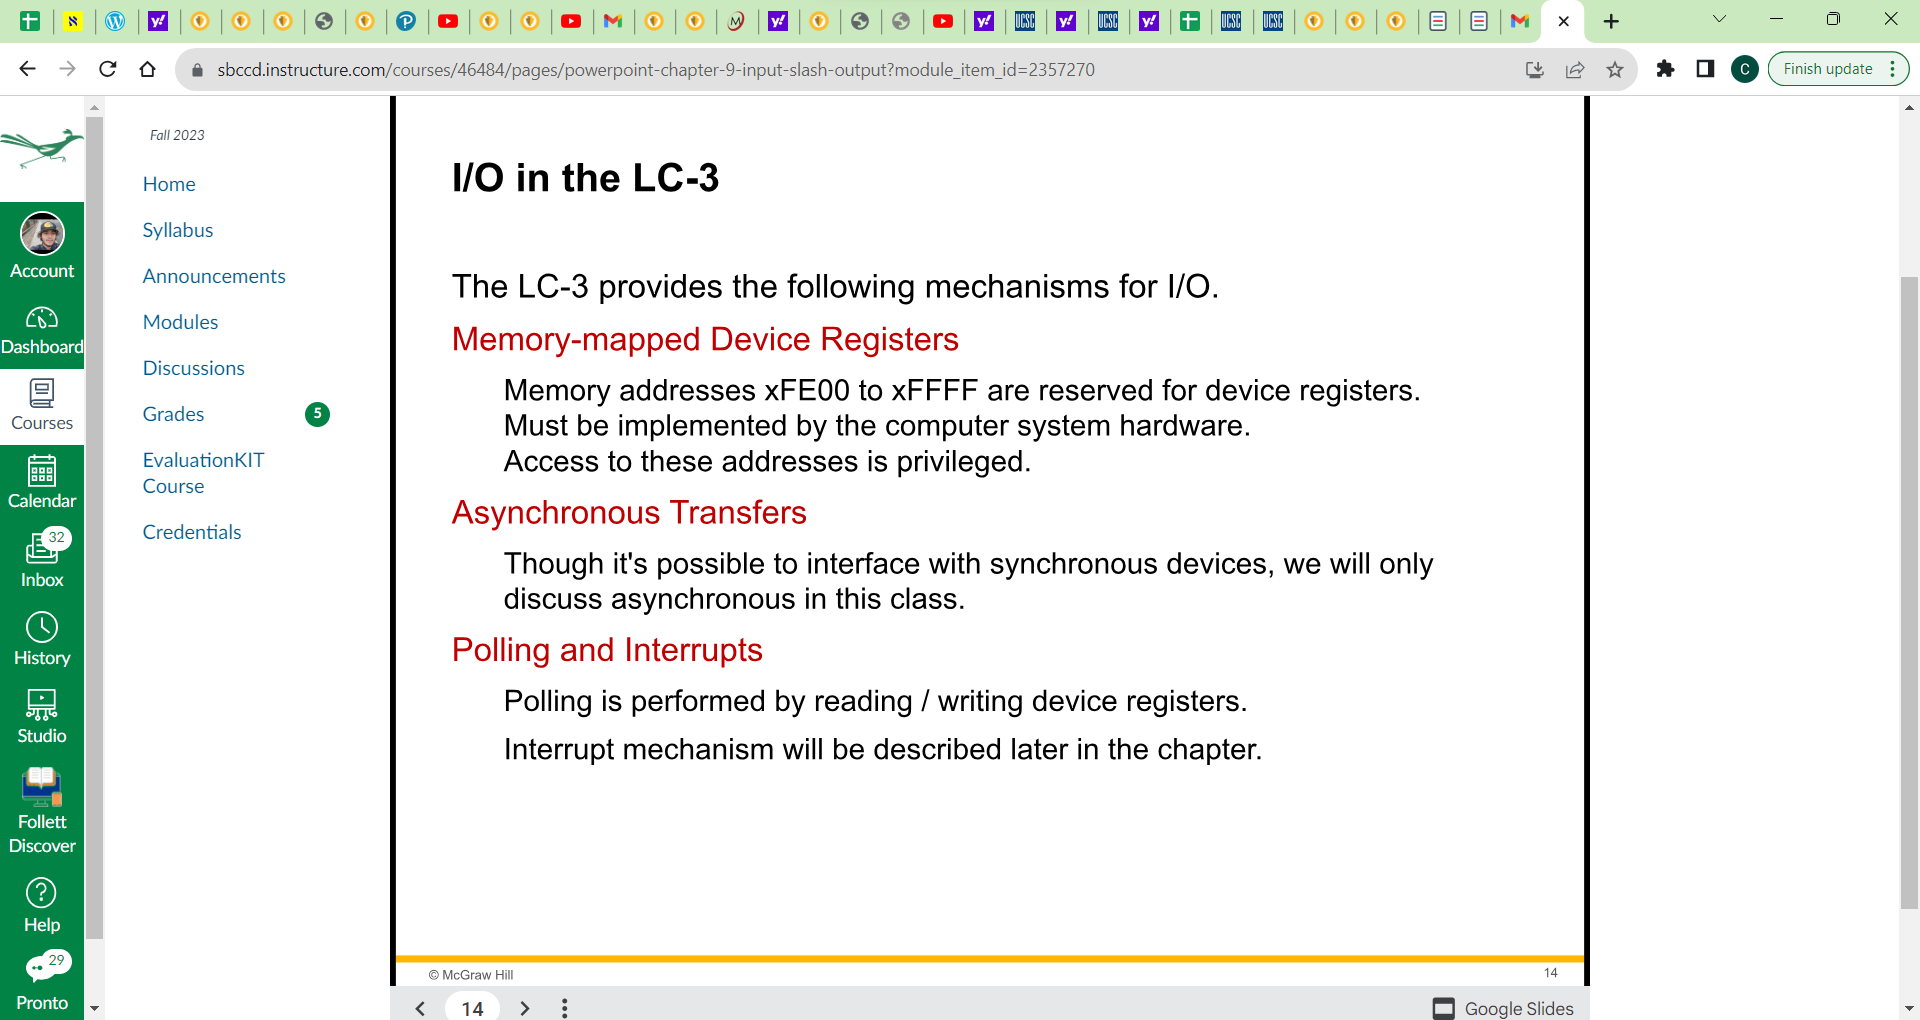 sbccd.instructure.com/courses/46484/pages/powerpoint-chapter-9-input-slash-output?module_item_id=2357270
C
Finish update
Account
Dashboard
Courses
Calendar
32
Inbox
History
Studio
Follett
Discover
Help
29
Pronto
Fall 2023
Home
Syllabus
Announcements
Modules
Discussions
Grades
5
EvaluationKIT
Course
Credentials
I/O in the LC-3
The LC-3 provides the following mechanisms for I/O.
Memory-mapped Device Registers
Memory addresses xFE00 to xFFFF are reserved for device registers.
Must be implemented by the computer system hardware.
Access to these addresses is privileged.
Asynchronous Transfers
Though it's possible to interface with synchronous devices, we will only
discuss asynchronous in this class.
Polling and Interrupts
Polling is performed by reading / writing device registers.
Interrupt mechanism will be described later in the chapter.
© McGraw Hill
14
14
Google Slides